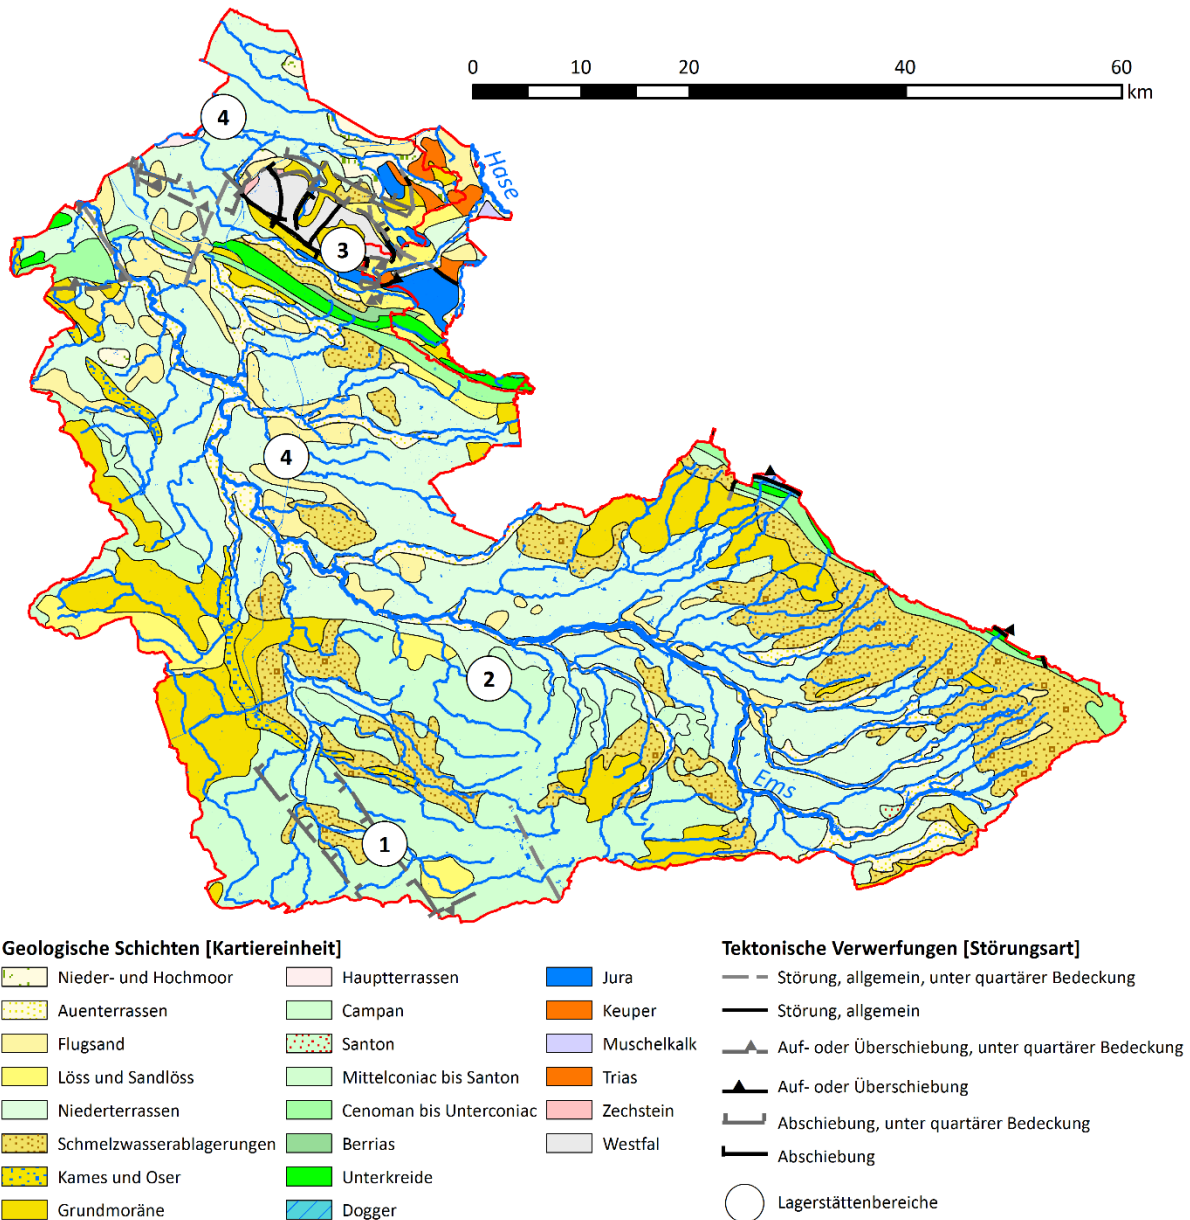 0 10 20 40 60
km
4
Hase
3
4
2
Ems
1
Geologische Schichten [Kartiereinheit]
Nieder- und Hochmoor
Auenterrassen
Flugsand
Löss und Sandlöss
Niederterrassen
Schmelzwasserablagerungen
Kames und Oser
Grundmoräne
Hauptterrassen
Campan
Santon
Mittelconiac bis Santon
Cenoman bis Unterconiac
Berrias
Unterkreide
Dogger
Jura
Keuper
Muschelkalk
Trias
Zechstein
Westfal
Tektonische Verwerfungen [Störungsart]
Störung, allgemein, unter quartärer Bedeckung
Störung, allgemein
Auf- oder Überschiebung, unter quartärer Bedeckung
Auf- oder Überschiebung
Abschiebung, unter quartärer Bedeckung
Abschiebung
Lagerstättenbereiche